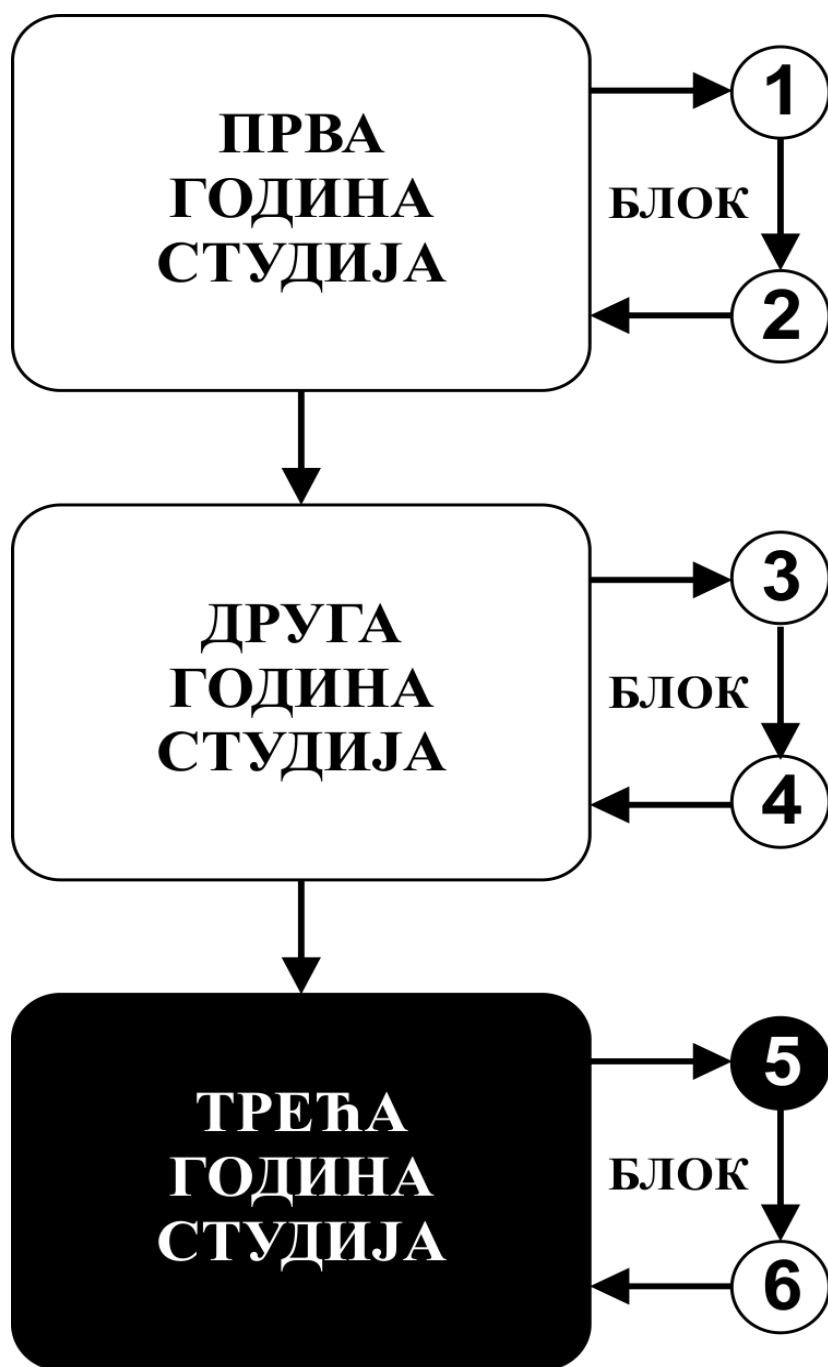 ПРВА
ГОДИНА
СТУДИЈА
1
БЛОК
2
ДРУГА
ГОДИНА
СТУДИЈА
3
БЛОК
4
ТРЕЋА
ГОДИНА
СТУДИЈА
5
БЛОК
6